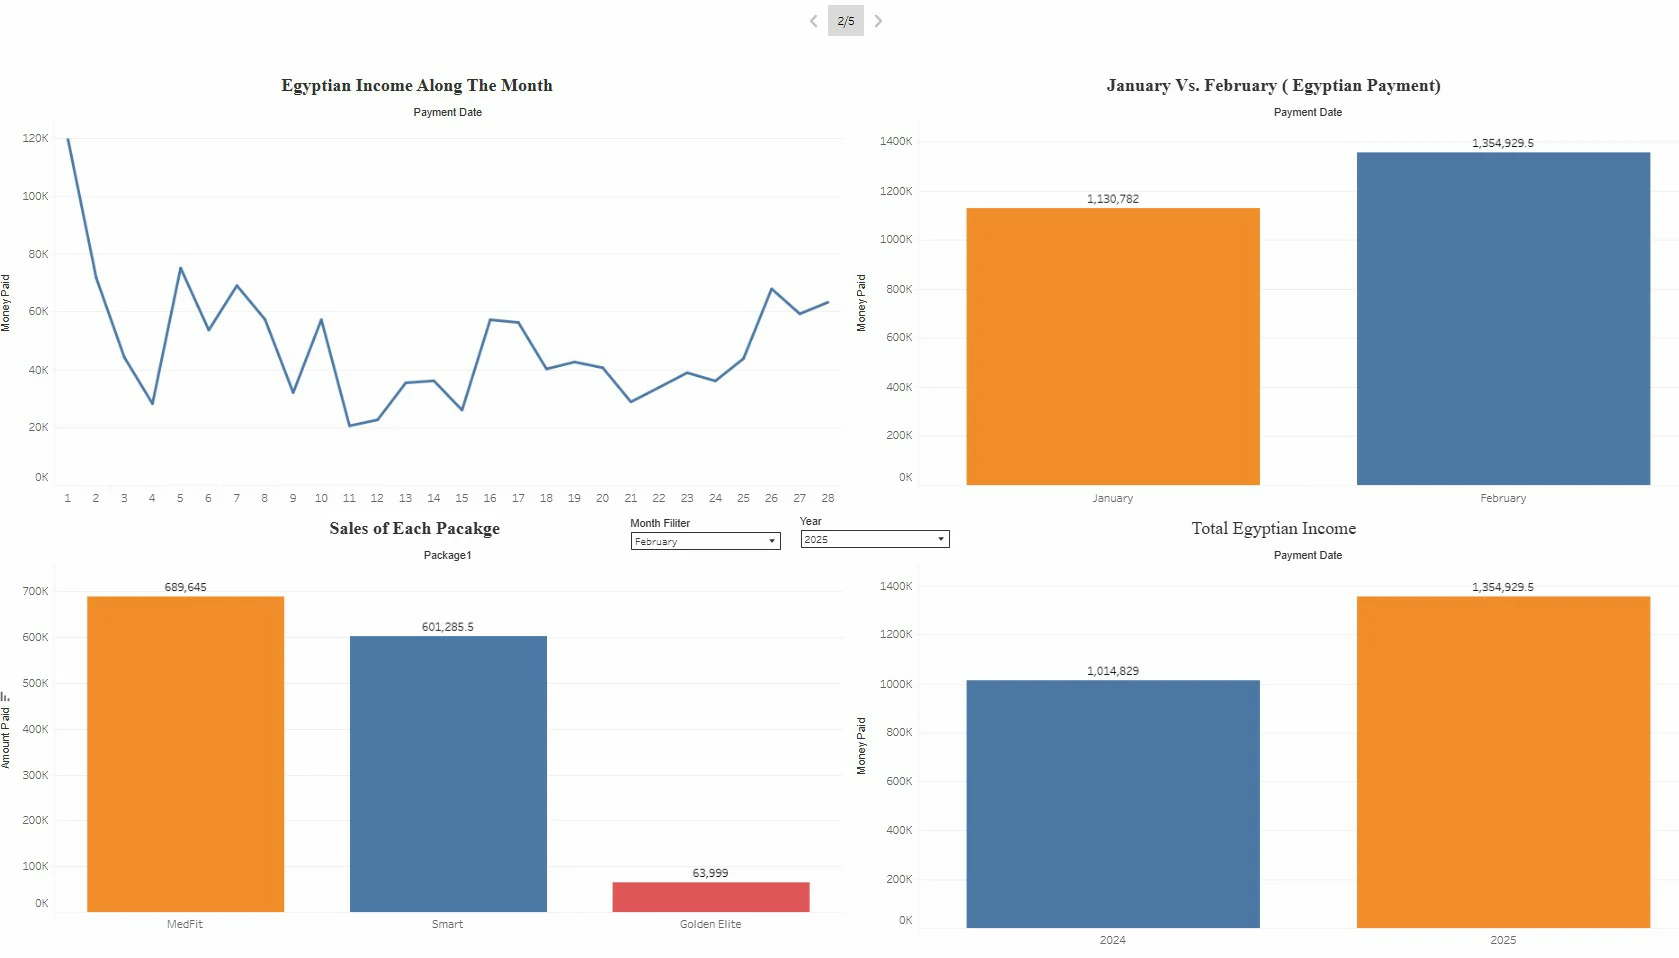 2/5
Egyptian Income Along The Month
Payment Date
Money Paid
120K
100K
80K
60K
40K
20K
0K
1 2 3 4 5 6 7 8 9 10 11 12 13 14 15 16 17 18 19 20 21 22 23 24 25 26 27 28
January Vs. February ( Egyptian Payment)
Payment Date
Money Paid
1400K
1200K
1000K
800K
600K
400K
200K
0K
1,130,782
1,354,929.5
January February
Sales of Each Pacakge
Month Filiter
February
Year
2025
Package1
Amount Paid
700K
600K
500K
400K
300K
200K
100K
0K
689,645
601,285.5
63,999
MedFit Smart Golden Elite
Total Egyptian Income
Payment Date
Money Paid
1400K
1200K
1000K
800K
600K
400K
200K
0K
1,014,829
1,354,929.5
2024 2025